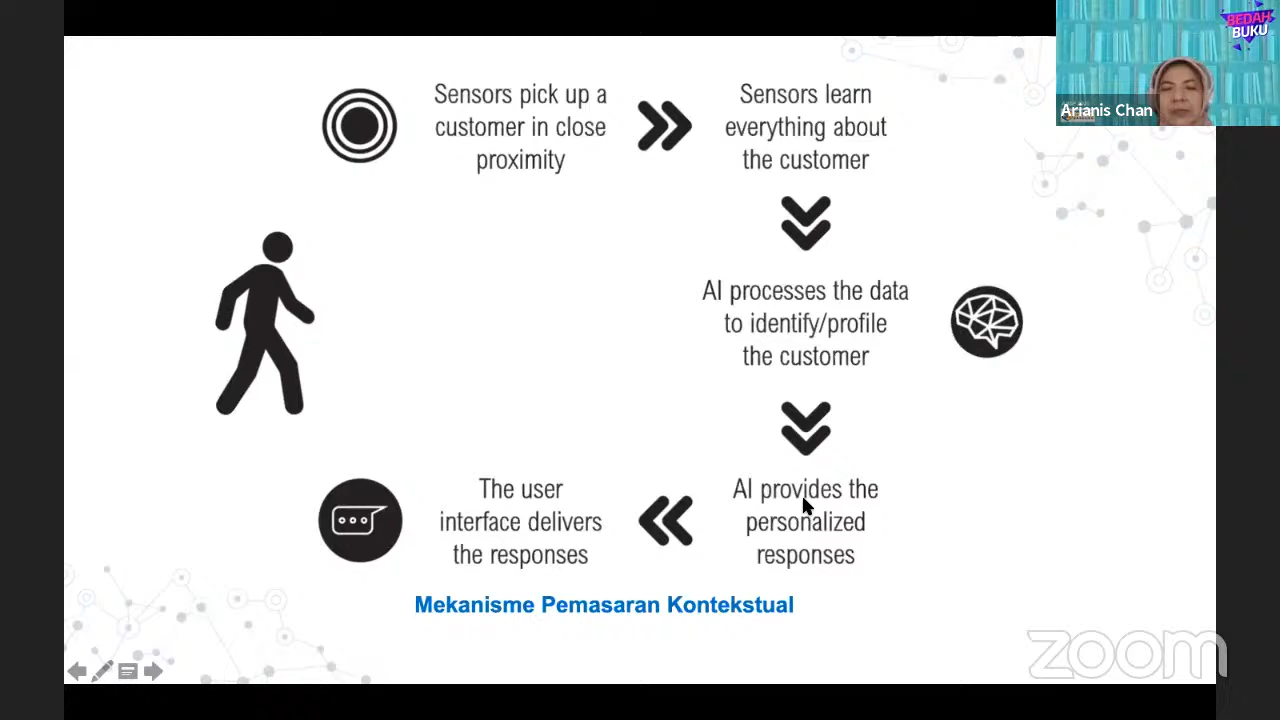 Sensors pick up a
customer in close
proximity
Sensors learn
everything about
the customer
AI processes the data
to identify/profile
the customer
AI provides the
personalized
responses
The user
interface delivers
the responses
Mekanisme Pemasaran Kontekstual
Arianis Chan
BEDAH
BUKU
zoom